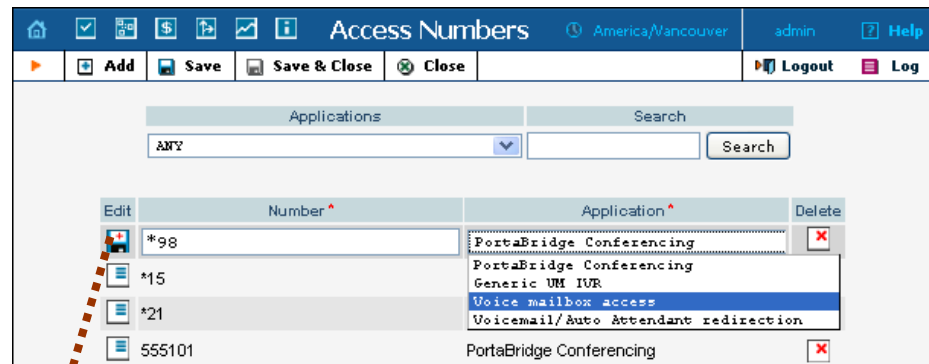 Access Numbers America/Vancouver admin ? Help
Add Save Save & Close Close Logout Log
Applications Search
ANY Search
Edit Number * Application * Delete
*98 PortaBridge Conferencing
PortaBridge Conferencing
*15 Generic UM IVR
Voice mailbox access
*21 Voicemail/Auto Attendant redirection
555101 PortaBridge Conferencing